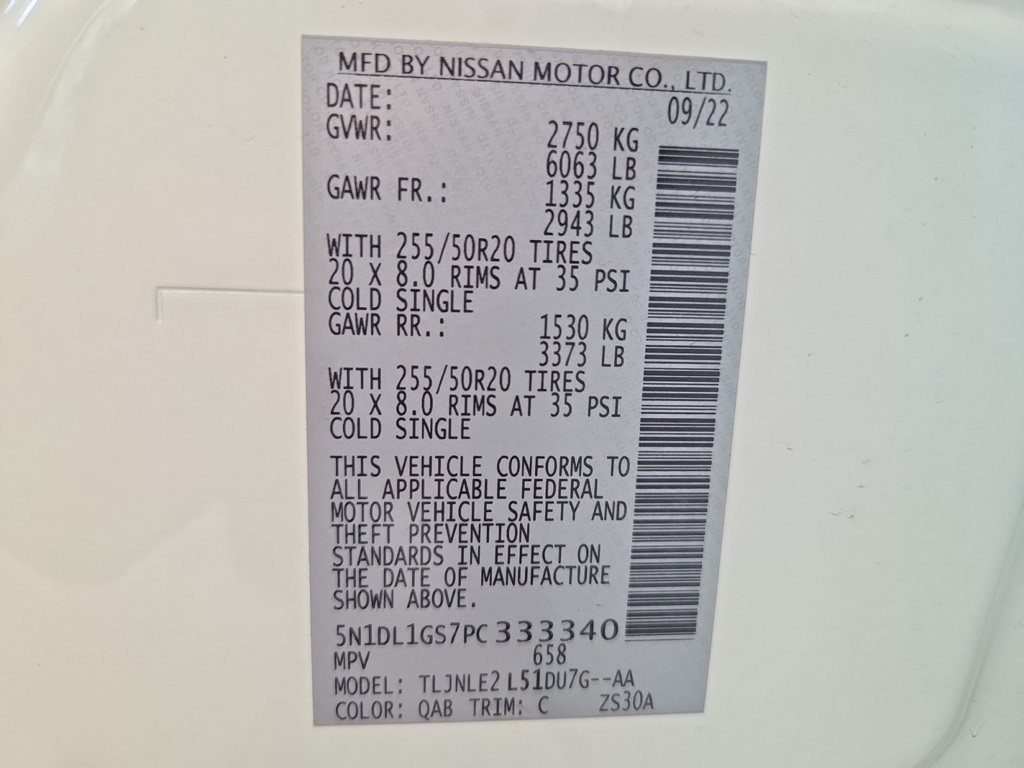 MFD BY NISSAN MOTOR CO., LTD.
DATE: 09/22
GVWR: 2750 KG
6063 LB
GAWR FR.: 1335 KG
2943 LB
WITH 255/50R20 TIRES
20 X 8.0 RIMS AT 35 PSI
COLD SINGLE
GAWR RR.: 1530 KG
3373 LB
WITH 255/50R20 TIRES
20 X 8.0 RIMS AT 35 PSI
COLD SINGLE
THIS VEHICLE CONFORMS TO
ALL APPLICABLE FEDERAL
MOTOR VEHICLE SAFETY AND
THEFT PREVENTION
STANDARDS IN EFFECT ON
THE DATE OF MANUFACTURE
SHOWN ABOVE.
5N1DL1GS7PC333340
MPV 658
MODEL: TLJNLE2 L51DU7G--AA
COLOR: QAB TRIM: C ZS30A